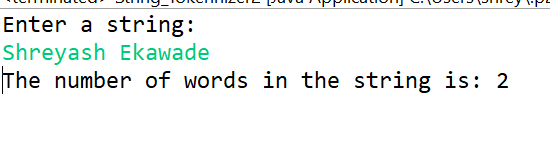 Enter a string:
Shreyash Ekawade
The number of words in the string is: 2